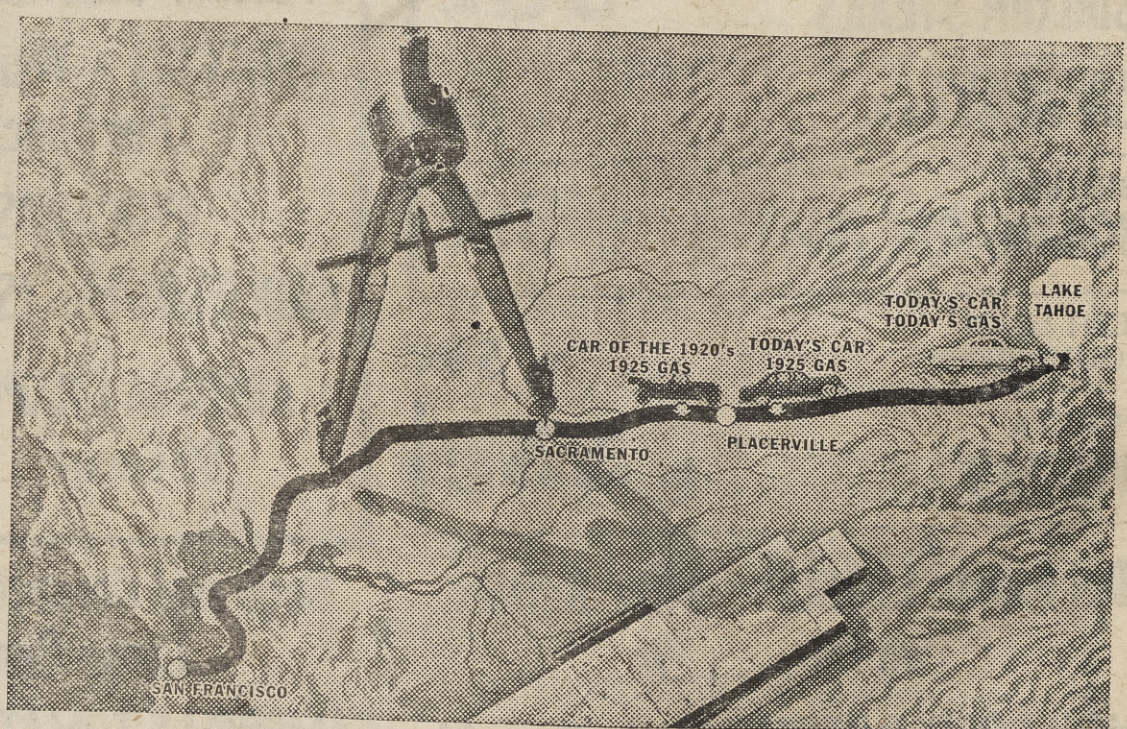 LAKE
TAHOE
TODAY'S CAR
TODAY'S GAS
CAR OF THE 1920's
1925 GAS
TODAY'S CAR
1925 GAS
SACRAMENTO
PLACERVILLE
SAN FRANCISCO